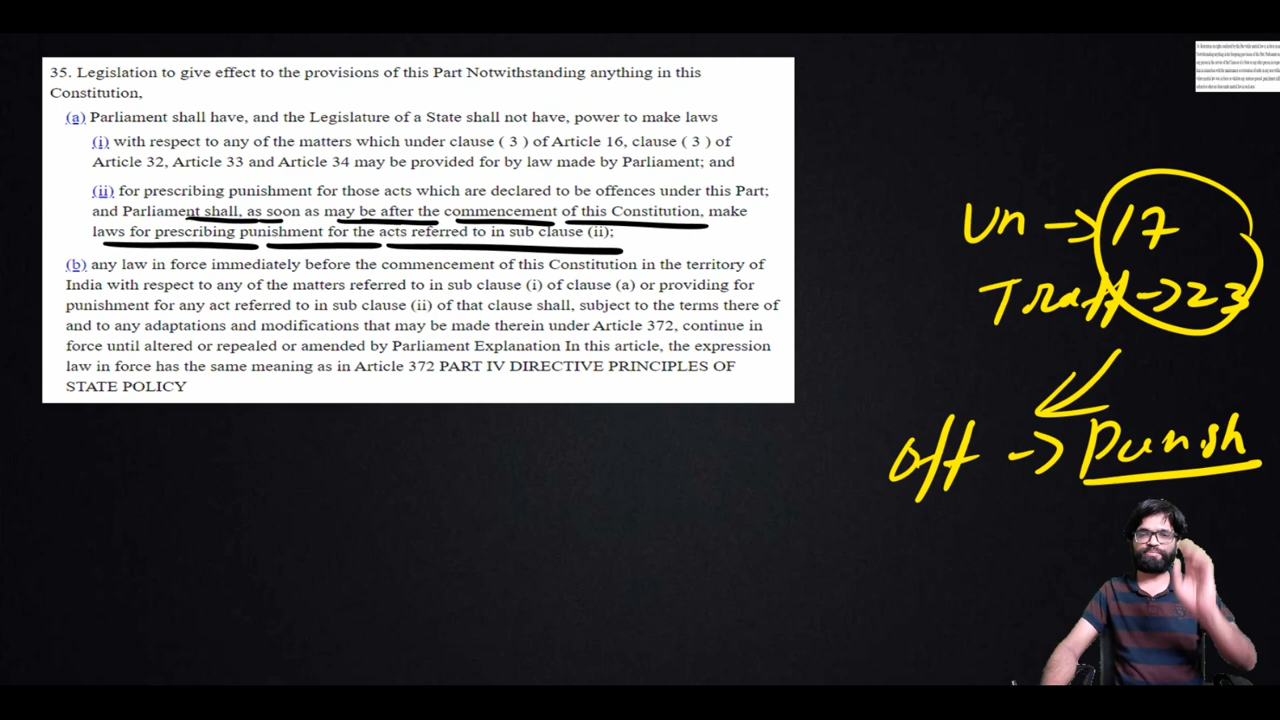 35. Legislation to give effect to the provisions of this Part Notwithstanding anything in this
Constitution,
(a) Parliament shall have, and the Legislature of a State shall not have, power to make laws
(i) with respect to any of the matters which under clause ( 3 ) of Article 16, clause ( 3 ) of
Article 32, Article 33 and Article 34 may be provided for by law made by Parliament; and
(ii) for prescribing punishment for those acts which are declared to be offences under this Part;
and Parliament shall, as soon as may be after the commencement of this Constitution, make
laws for prescribing punishment for the acts referred to in sub clause (ii);
(b) any law in force immediately before the commencement of this Constitution in the territory of
India with respect to any of the matters referred to in sub clause (i) of clause (a) or providing for
punishment for any act referred to in sub clause (ii) of that clause shall, subject to the terms there of
and to any adaptations and modifications that may be made therein under Article 372, continue in
force until altered or repealed or amended by Parliament Explanation In this article, the expression
law in force has the same meaning as in Article 372 PART IV DIRECTIVE PRINCIPLES OF
STATE POLICY
Un → 17
Traff → 23
Off → Punish